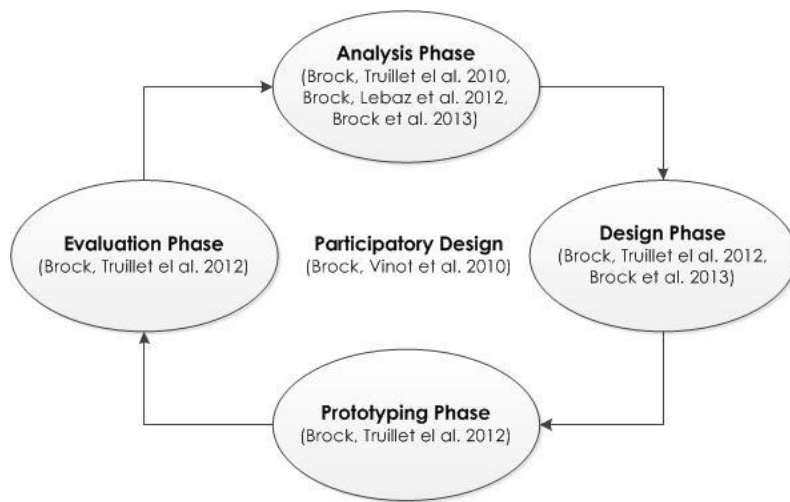 Analysis Phase
(Brock, Truillet el al. 2010,
Brock, Lebaz et al. 2012,
Brock et al. 2013)
Evaluation Phase
(Brock, Truillet el al. 2012)
Participatory Design
(Brock, Vinot et al. 2010)
Design Phase
(Brock, Truillet el al. 2012,
Brock et al. 2013)
Prototyping Phase
(Brock, Truillet el al. 2012)